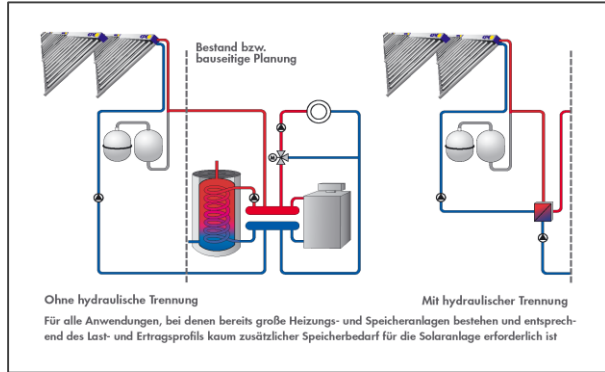 Bestand bzw.
bauseitige Planung
Ohne hydraulische Trennung
Mit hydraulischer Trennung
Für alle Anwendungen, bei denen bereits große Heizungs- und Speicheranlagen bestehen und entsprech-
end des Last- und Ertragsprofils kaum zusätzlicher Speicherbedarf für die Solaranlage erforderlich ist